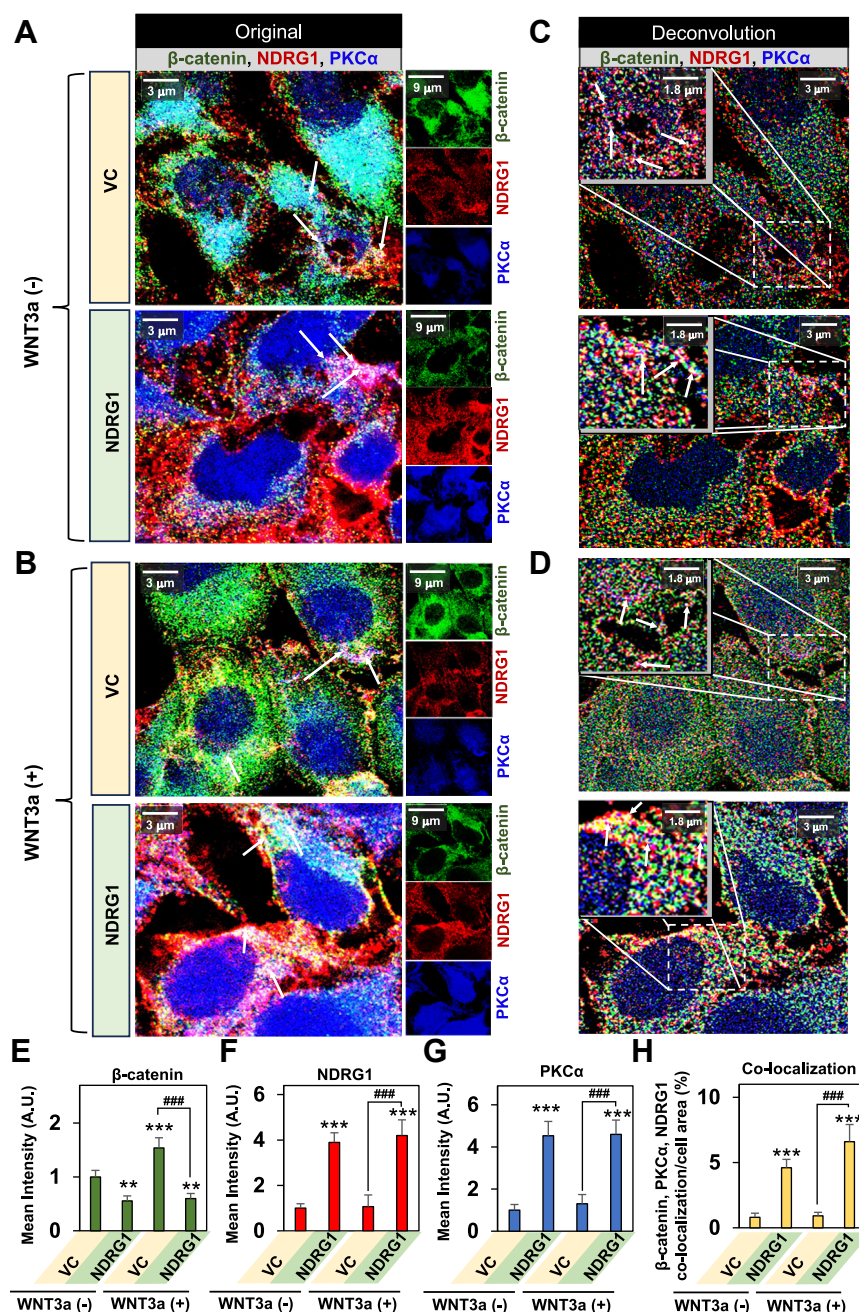 A
Original
β-catenin, NDRG1, PKCα
C
Deconvolution
β-catenin, NDRG1, PKCα
WNT3a (-)
VC
3 μm
9 μm
β-catenin
NDRG1
PKCα
1.8 μm
3 μm
NDRG1
3 μm
9 μm
β-catenin
NDRG1
PKCα
1.8 μm
3 μm
B
D
WNT3a (+)
VC
3 μm
9 μm
β-catenin
NDRG1
PKCα
1.8 μm
3 μm
NDRG1
3 μm
9 μm
β-catenin
NDRG1
PKCα
1.8 μm
3 μm
E
β-catenin
Mean Intensity (A.U.)
2
1
0
**
***
###
**
VC
NDRG1
VC
NDRG1
WNT3a (-)
WNT3a (+)
F
NDRG1
Mean Intensity (A.U.)
6
4
2
0
***
###
***
VC
NDRG1
VC
NDRG1
WNT3a (-)
WNT3a (+)
G
PKCα
Mean Intensity (A.U.)
6
4
2
0
***
###
***
VC
NDRG1
VC
NDRG1
WNT3a (-)
WNT3a (+)
H
Co-localization
β-catenin, PKCα, NDRG1
co-localization/cell area (%)
10
5
0
***
###
***
VC
NDRG1
VC
NDRG1
WNT3a (-)
WNT3a (+)